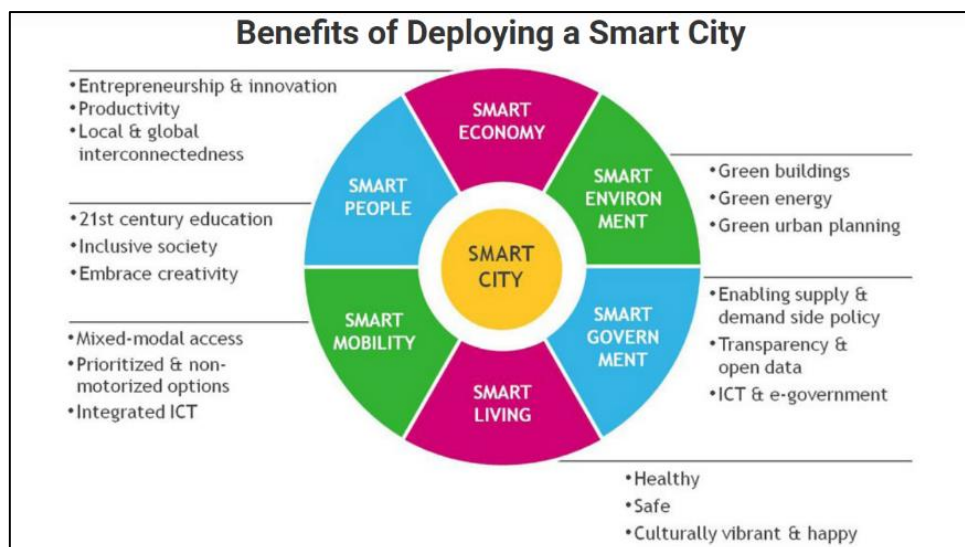 Benefits of Deploying a Smart City
•Entrepreneurship & innovation
•Productivity
•Local & global
interconnectedness
SMART
ECONOMY
SMART
PEOPLE
•21st century education
•Inclusive society
•Embrace creativity
SMART
ENVIRON
MENT
•Green buildings
•Green energy
•Green urban planning
SMART
CITY
SMART
MOBILITY
•Mixed-modal access
•Prioritized & non-
motorized options
•Integrated ICT
SMART
GOVERN
MENT
•Enabling supply &
demand side policy
•Transparency &
open data
•ICT & e-government
SMART
LIVING
•Healthy
•Safe
•Culturally vibrant & happy